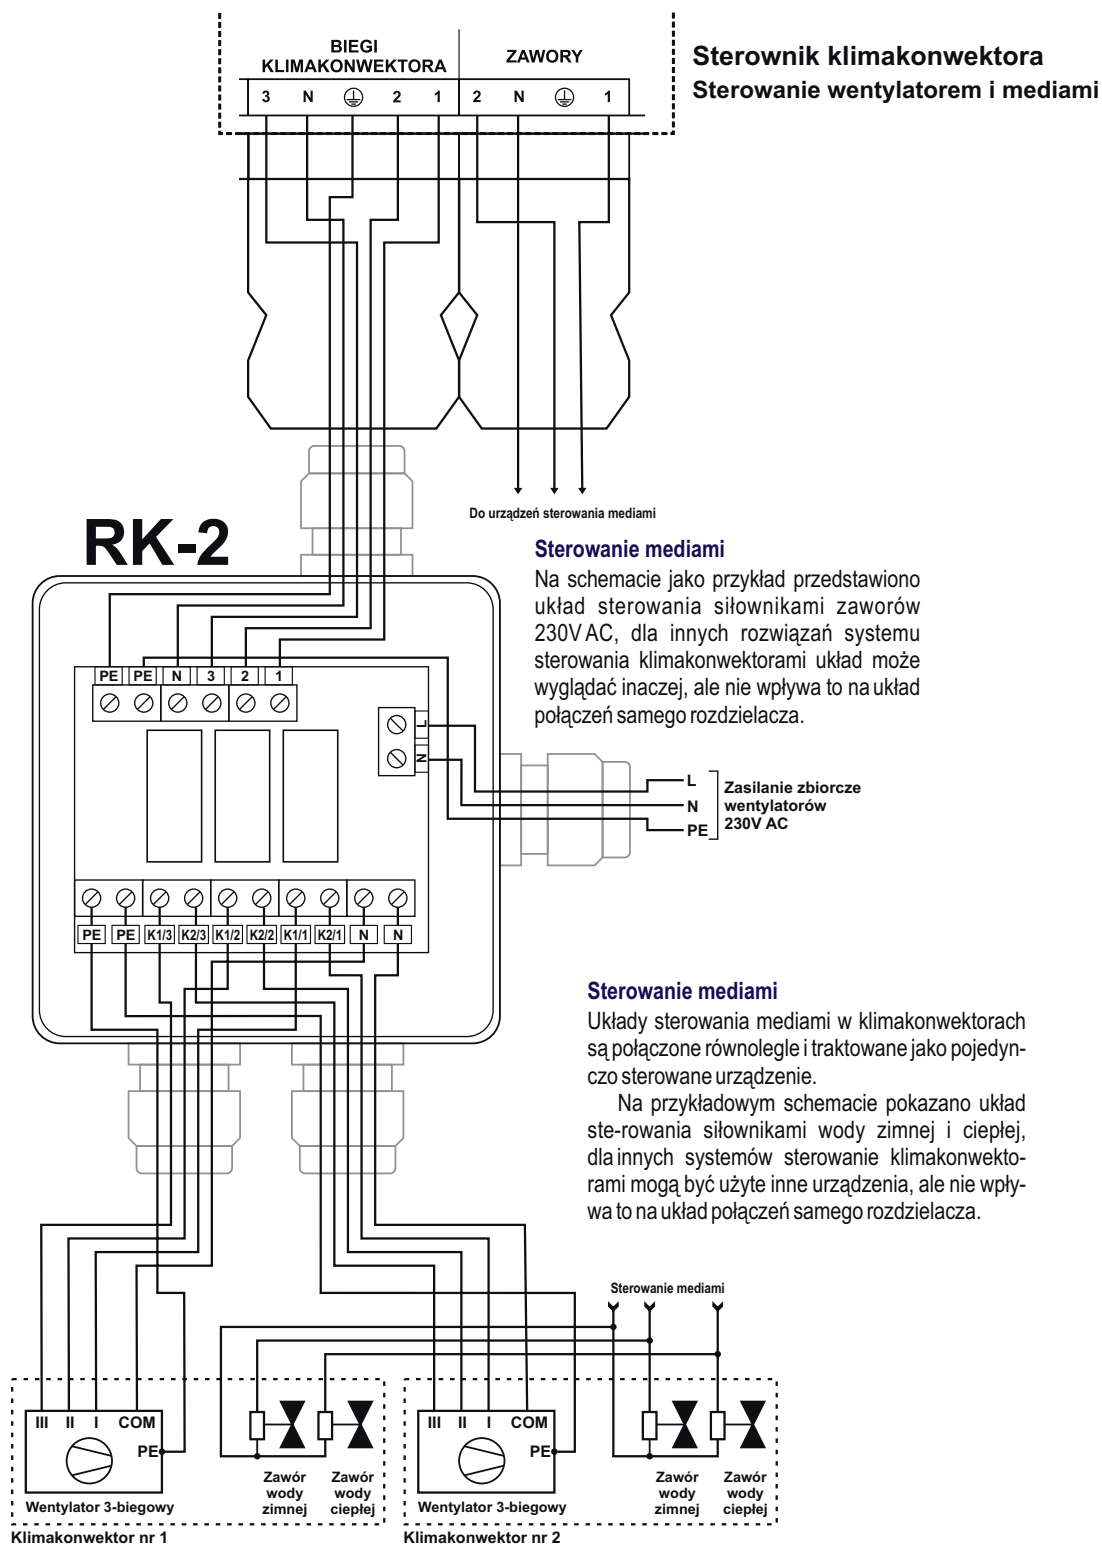 BIEGI
KLIMAKONWEKTORA
ZAWORY
Sterownik klimakonwektora
Sterowanie wentylatorem i mediami
3 N 2 1 2 N 1
Do urządzeń sterowania mediami
RK-2
Sterowanie mediami
Na schemacie jako przykład przedstawiono
układ sterowania siłownikami zaworów
230V AC, dla innych rozwiązań systemu
sterowania klimakonwektorami układ może
wyglądać inaczej, ale nie wpływa to na układ
połączeń samego rozdzielacza.
PE PE N 3 2 1
L
N
L
N
PE
Zasilanie zbiorcze
wentylatorów
230V AC
PE PE K1/3 K2/3 K1/2 K2/2 K1/1 K2/1 N N
Sterowanie mediami
Układy sterowania mediami w klimakonwektorach
są połączone równolegle i traktowane jako pojedyn-
czo sterowane urządzenie.
Na przykładowym schemacie pokazano układ
ste-rowania siłownikami wody zimnej i ciepłej,
dla innych systemów sterowanie klimakonwekto-
rami mogą być użyte inne urządzenia, ale nie wpły-
wa to na układ połączeń samego rozdzielacza.
Sterowanie mediami
III II I COM
PE
Wentylator 3-biegowy
Zawór
wody
zimnej
Zawór
wody
ciepłej
Klimakonwektor nr 1
III II I COM
PE
Wentylator 3-biegowy
Zawór
wody
zimnej
Zawór
wody
ciepłej
Klimakonwektor nr 2